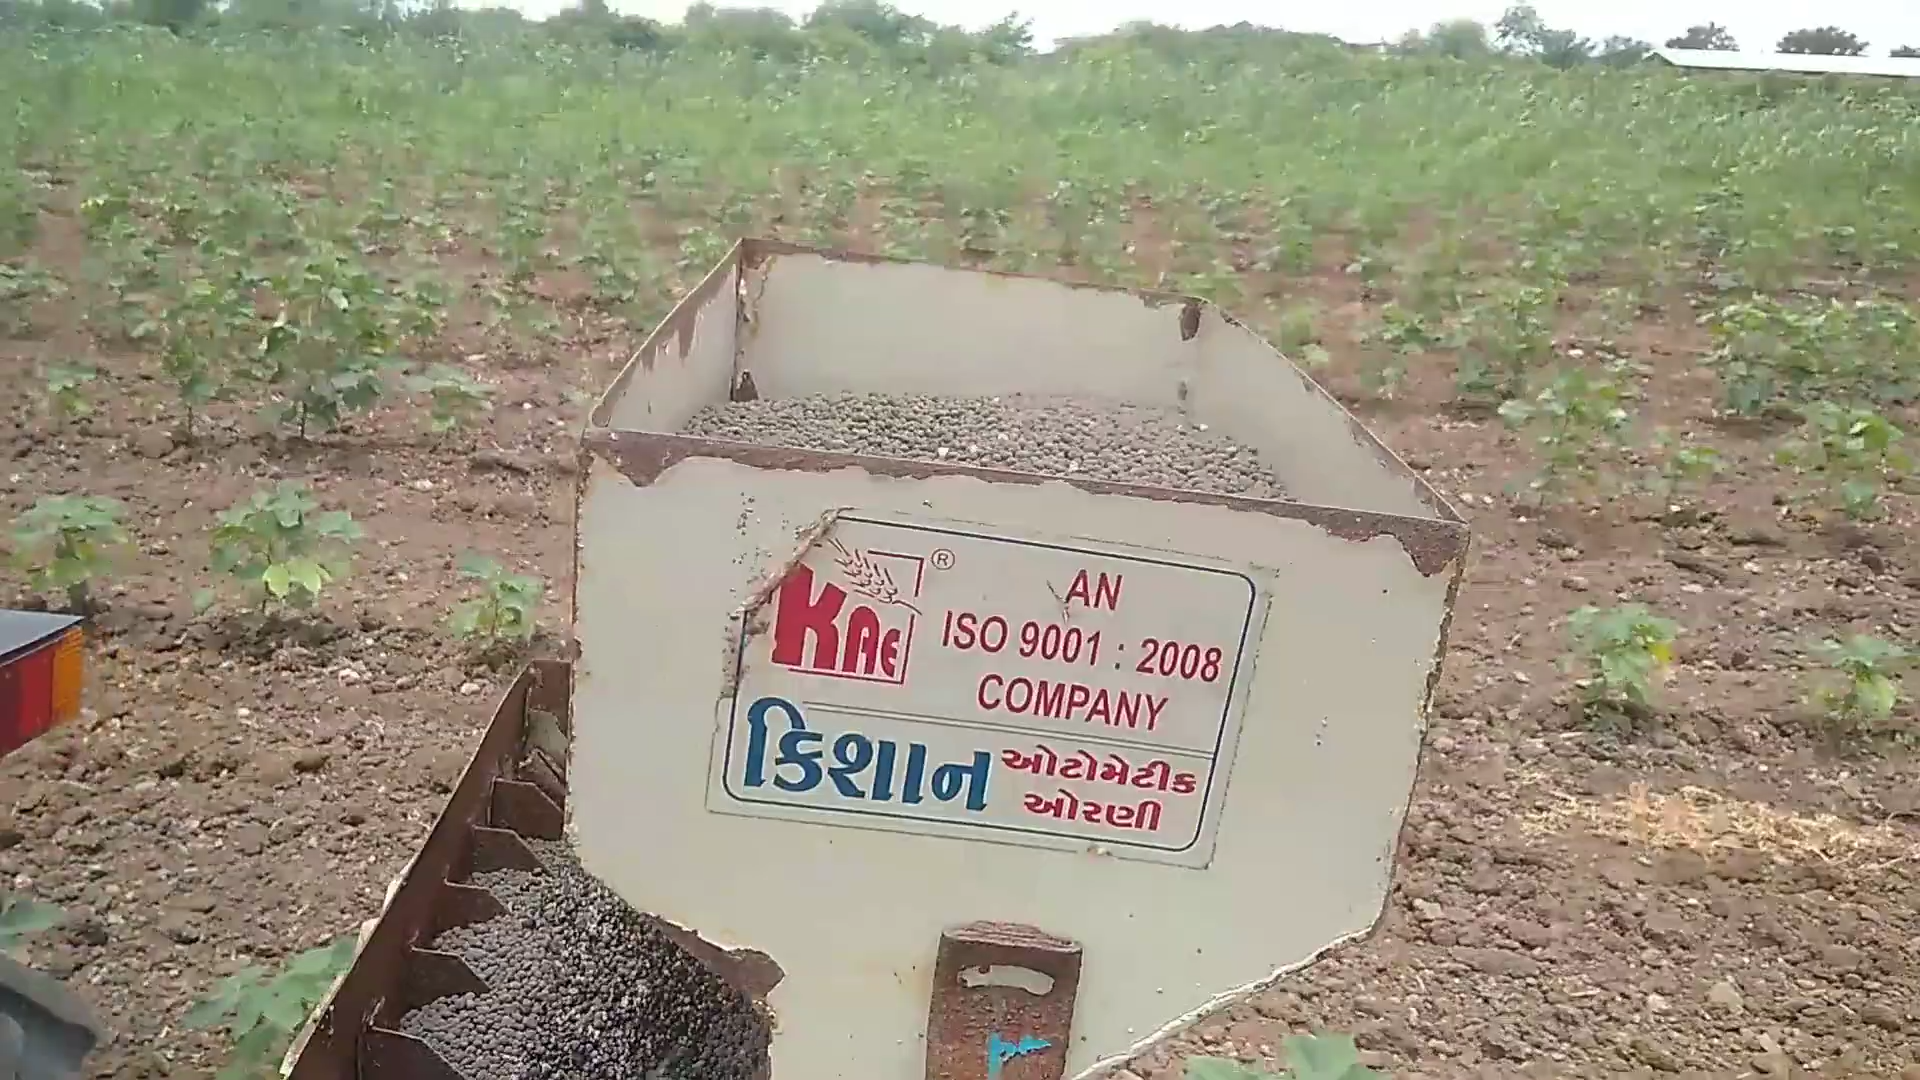 KAE ®
AN
ISO 9001 : 2008
COMPANY
કિશાન
ઓટોમેટીક
ઓરણી